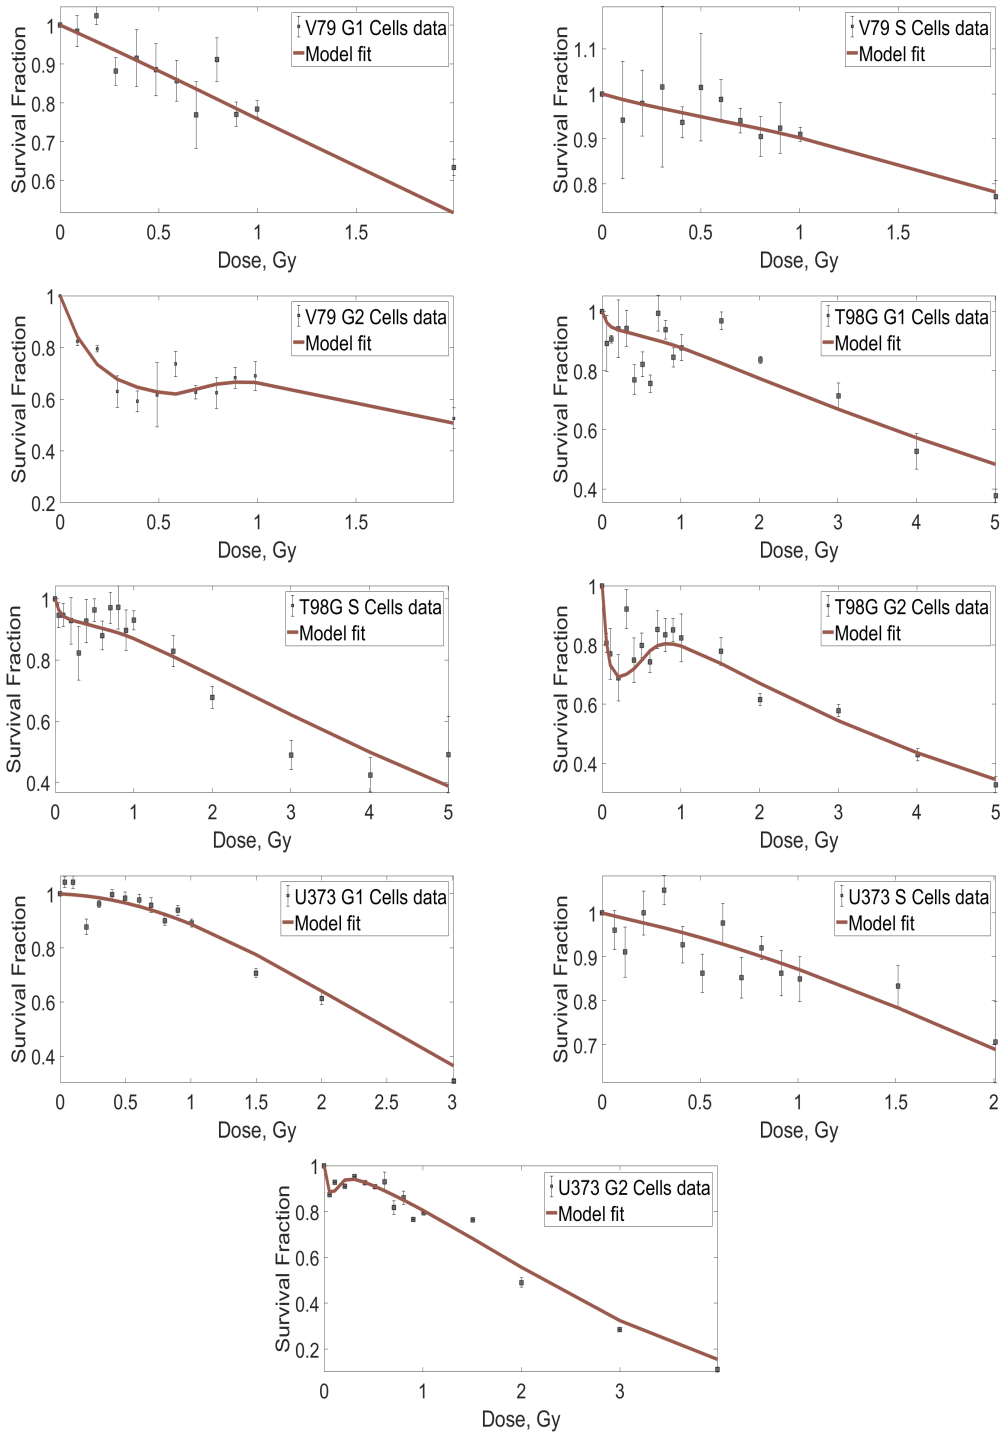 V79 G1 Cells data
Model fit
Survival Fraction
1
0.9
0.8
0.7
0.6
0 0.5 1 1.5
Dose, Gy
V79 S Cells data
Model fit
Survival Fraction
1.1
1
0.9
0.8
0 0.5 1 1.5
Dose, Gy
V79 G2 Cells data
Model fit
Survival Fraction
1
0.8
0.6
0.4
0.2
0 0.5 1 1.5
Dose, Gy
T98G G1 Cells data
Model fit
Survival Fraction
1
0.8
0.6
0.4
0 1 2 3 4 5
Dose, Gy
T98G S Cells data
Model fit
Survival Fraction
1
0.8
0.6
0.4
0 1 2 3 4 5
Dose, Gy
T98G G2 Cells data
Model fit
Survival Fraction
1
0.8
0.6
0.4
0 1 2 3 4 5
Dose, Gy
U373 G1 Cells data
Model fit
Survival Fraction
1
0.8
0.6
0.4
0 0.5 1 1.5 2 2.5 3
Dose, Gy
U373 S Cells data
Model fit
Survival Fraction
1
0.9
0.8
0.7
0 0.5 1 1.5 2
Dose, Gy
U373 G2 Cells data
Model fit
Survival Fraction
1
0.8
0.6
0.4
0.2
0 1 2 3
Dose, Gy